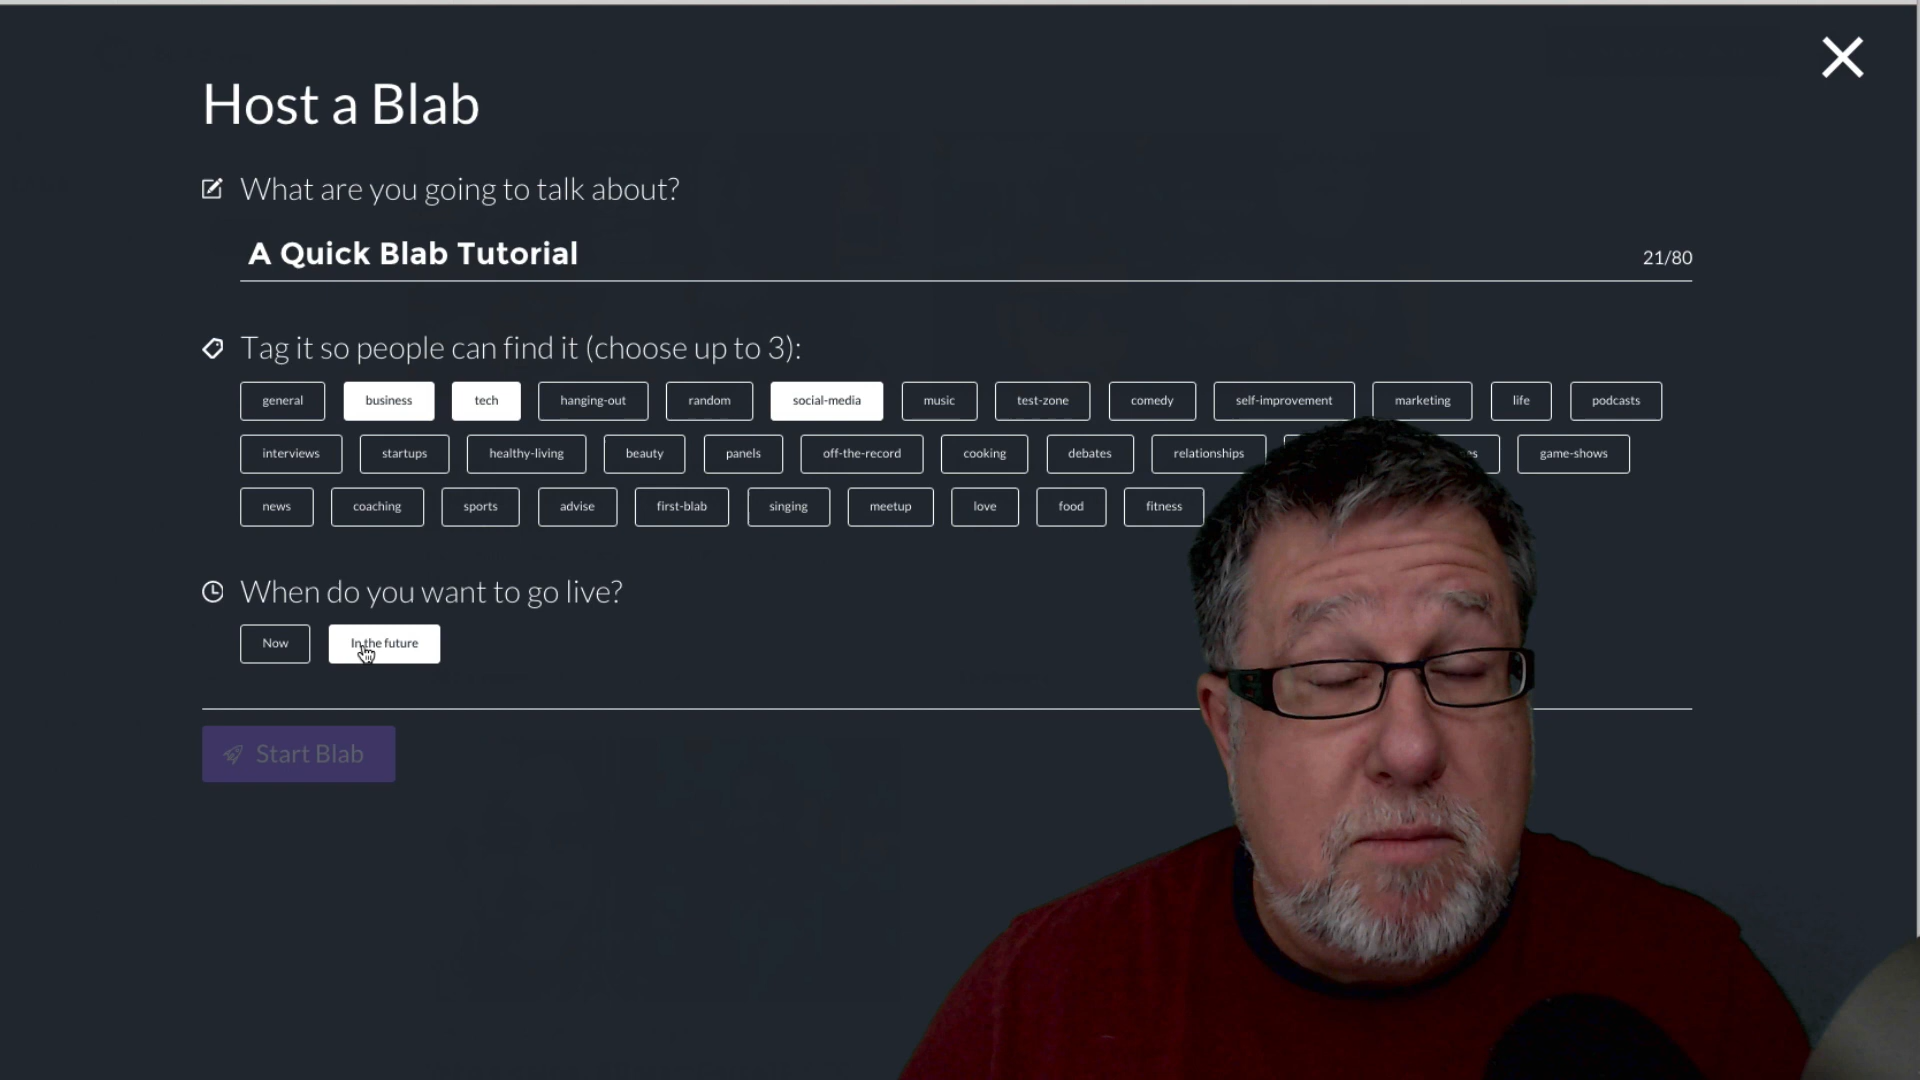 Host a Blab
What are you going to talk about?
A Quick Blab Tutorial 21/80
Tag it so people can find it (choose up to 3):
general business tech hanging-out random social-media music test-zone comedy self-improvement marketing life podcasts
interviews startups healthy-living beauty panels off-the-record cooking debates relationships game-shows
news coaching sports advise first-blab singing meetup love food fitness
When do you want to go live?
Now In the future
Start Blab